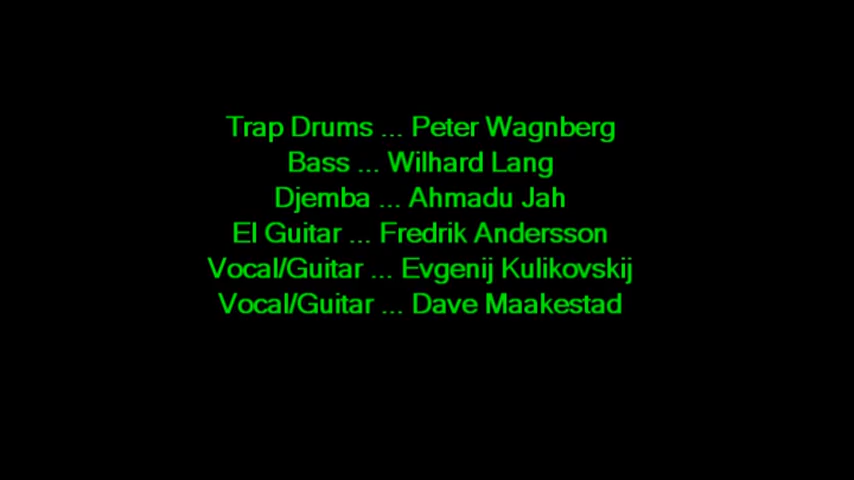 Trap Drums ... Peter Wagnberg
Bass ... Wilhard Lang
Djemba ... Ahmadu Jah
El Guitar ... Fredrik Andersson
Vocal/Guitar ... Evgenij Kulikovskij
Vocal/Guitar ... Dave Maakestad